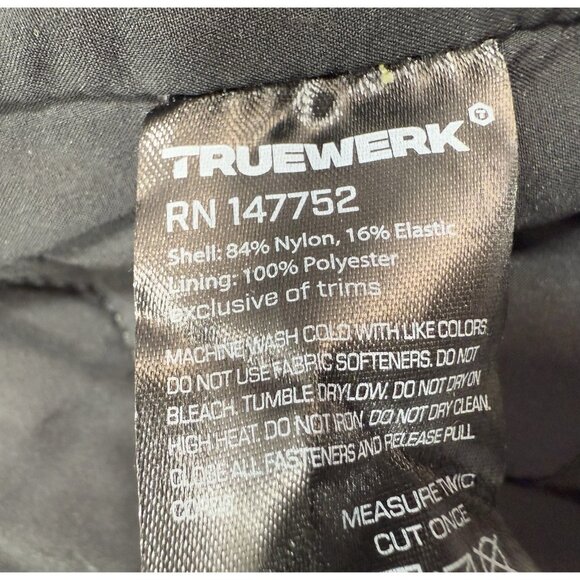 TRUEWERK
RN 147752
Shell: 84% Nylon, 16% Elastic
Lining: 100% Polyester
exclusive of trims
MACHINE WASH COLD WITH LIKE COLORS.
DO NOT USE FABRIC SOFTENERS. DO NOT
BLEACH. TUMBLE DRY LOW. DO NOT DRY ON
HIGH HEAT. DO NOT IRON. DO NOT DRY CLEAN.
CLOSE ALL FASTENERS AND RELEASE PULL
MEASURE TWICE
CUT ONCE